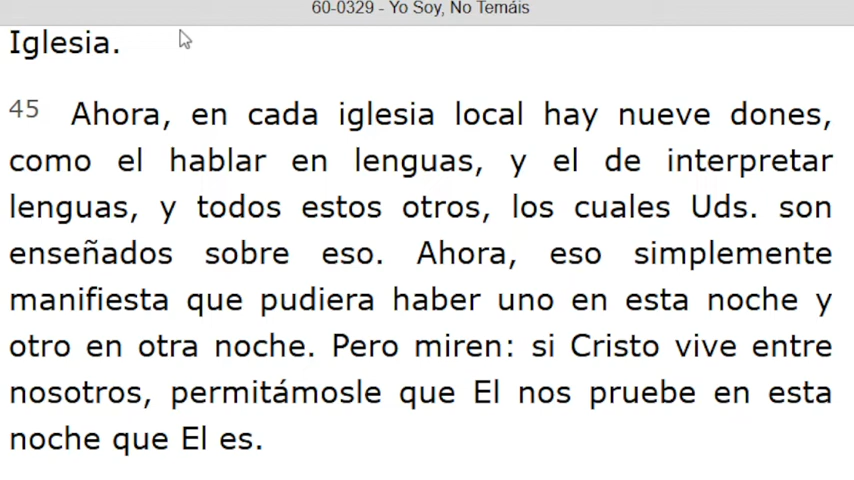 60-0329 - Yo Soy, No Temáis
Iglesia.
45 Ahora, en cada iglesia local hay nueve dones,
como el hablar en lenguas, y el de interpretar
lenguas, y todos estos otros, los cuales Uds. son
enseñados sobre eso. Ahora, eso simplemente
manifiesta que pudiera haber uno en esta noche y
otro en otra noche. Pero miren: si Cristo vive entre
nosotros, permitámosle que El nos pruebe en esta
noche que El es.